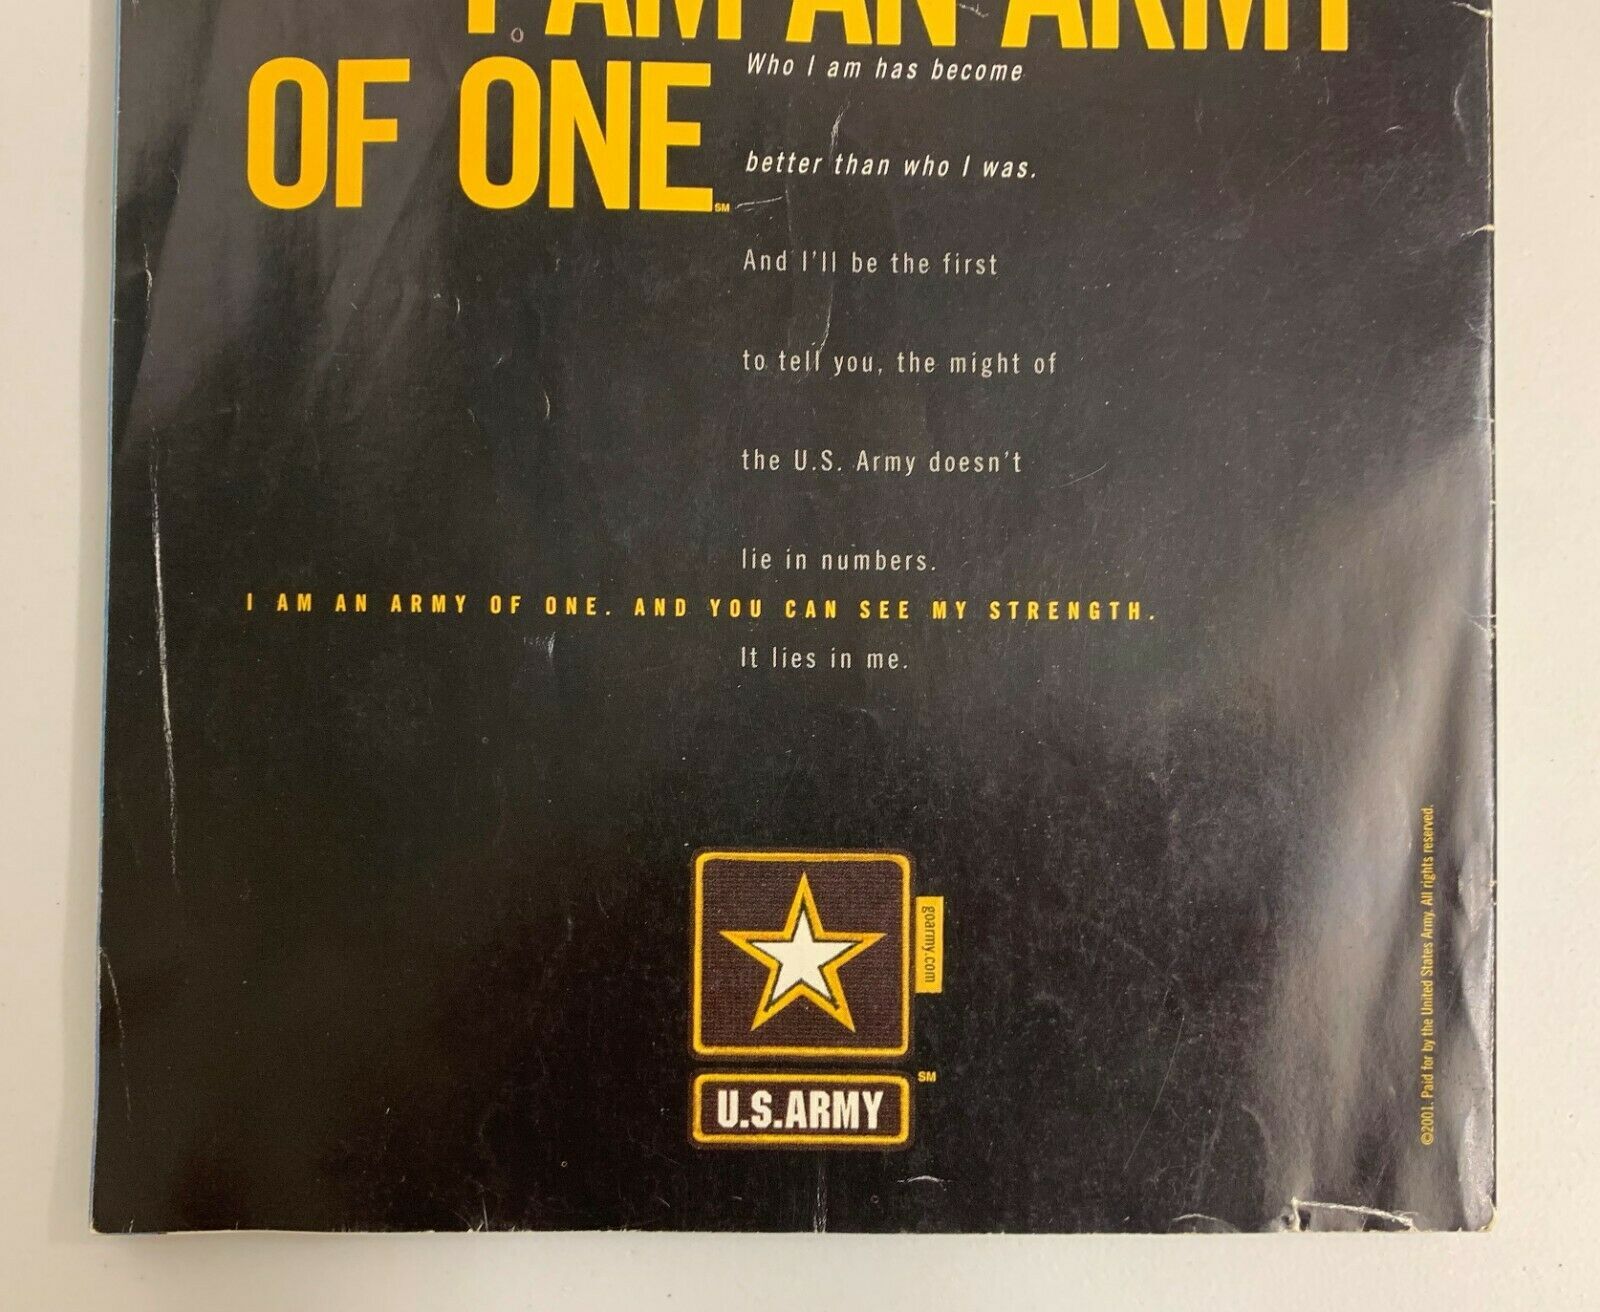 I AM AN ARMY
OF ONE.℠
Who I am has become
better than who I was.
And I'll be the first
to tell you, the might of
the U.S. Army doesn't
lie in numbers.
I AM AN ARMY OF ONE. AND YOU CAN SEE MY STRENGTH.
It lies in me.
goarmy.com
U.S.ARMY SM
©2001. Paid for by the United States Army. All rights reserved.